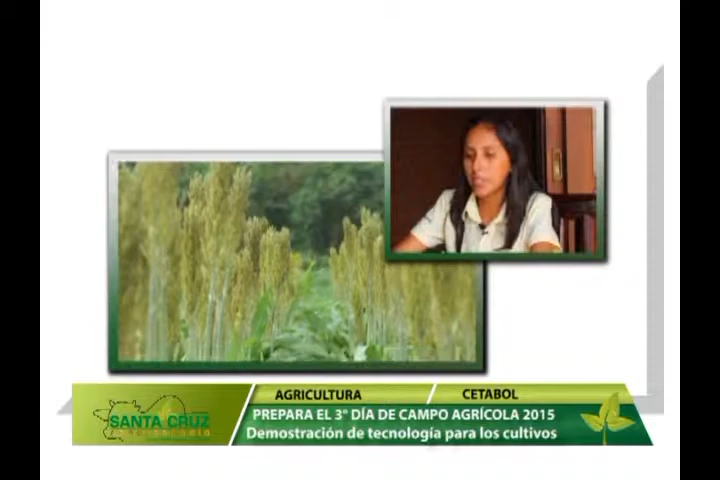 AGRICULTURA
CETABOL
PREPARA EL 3° DÍA DE CAMPO AGRÍCOLA 2015
Demostración de tecnología para los cultivos
SANTA CRUZ